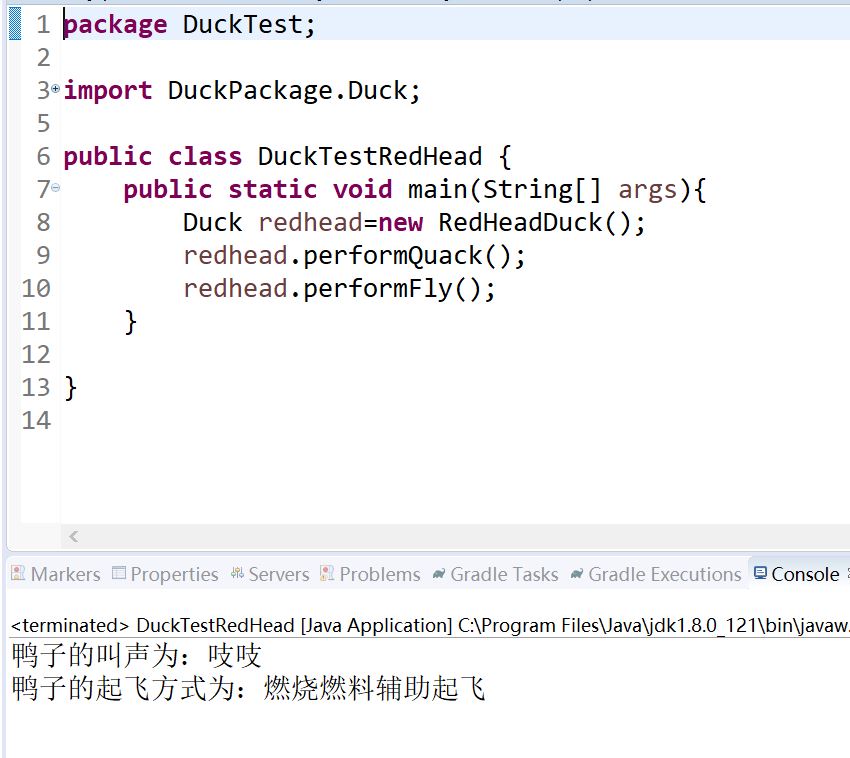 1 package DuckTest;
2
3 import DuckPackage.Duck;
5
6 public class DuckTestRedHead {
7 public static void main(String[] args){
8 Duck redhead=new RedHeadDuck();
9 redhead.performQuack();
10 redhead.performFly();
11 }
12
13 }
14
Markers Properties Servers Problems Gradle Tasks Gradle Executions Console
<terminated> DuckTestRedHead [Java Application] C:\Program Files\Java\jdk1.8.0_121\bin\javaw.
鸭子的叫声为：吱吱
鸭子的起飞方式为：燃烧燃料辅助起飞